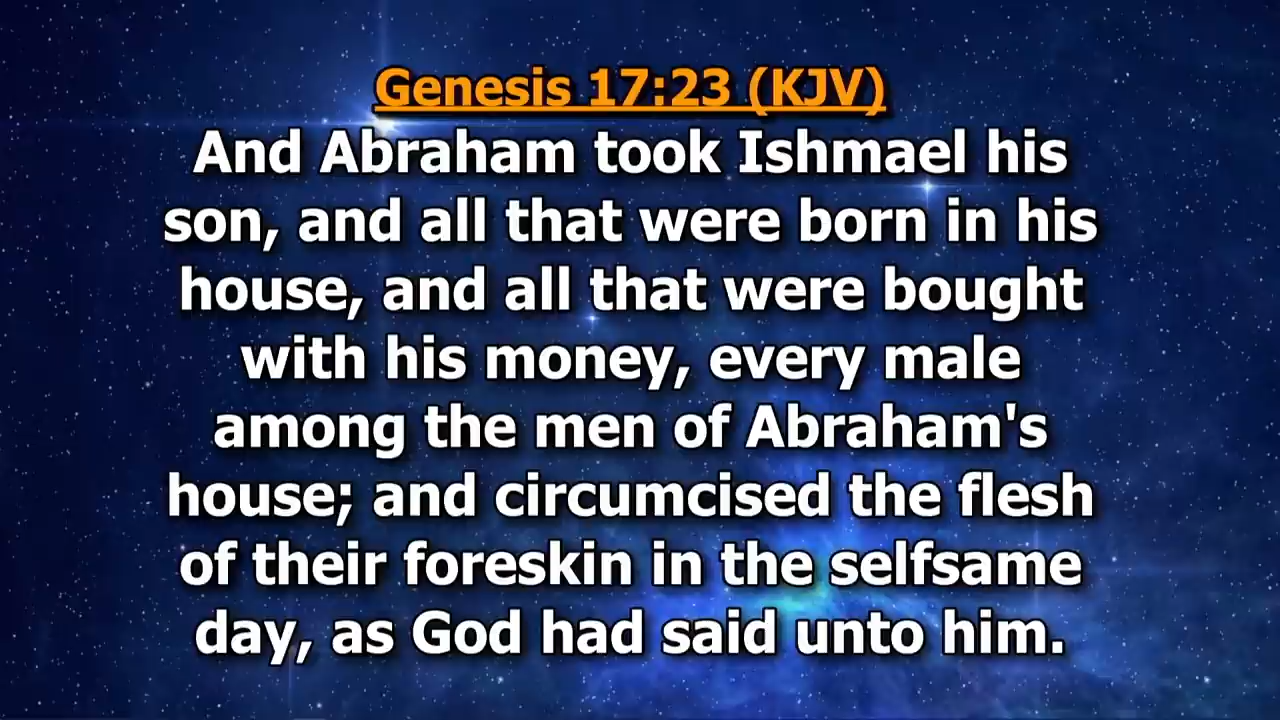 Genesis 17:23 (KJV)
And Abraham took Ishmael his
son, and all that were born in his
house, and all that were bought
with his money, every male
among the men of Abraham's
house; and circumcised the flesh
of their foreskin in the selfsame
day, as God had said unto him.